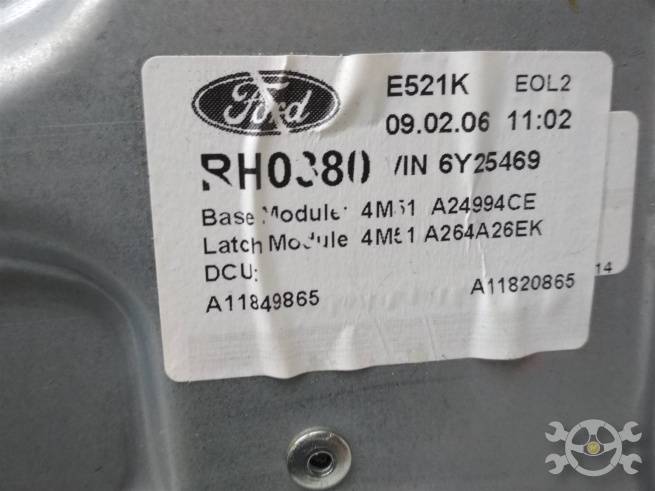 Ford E521K EOL2
09.02.06 11:02
RH0380 VIN 6Y25469
Base Module: 4M51 A24994CE
Latch Module 4M51 A264A26EK
DCU:
A11849865 A11820865
14